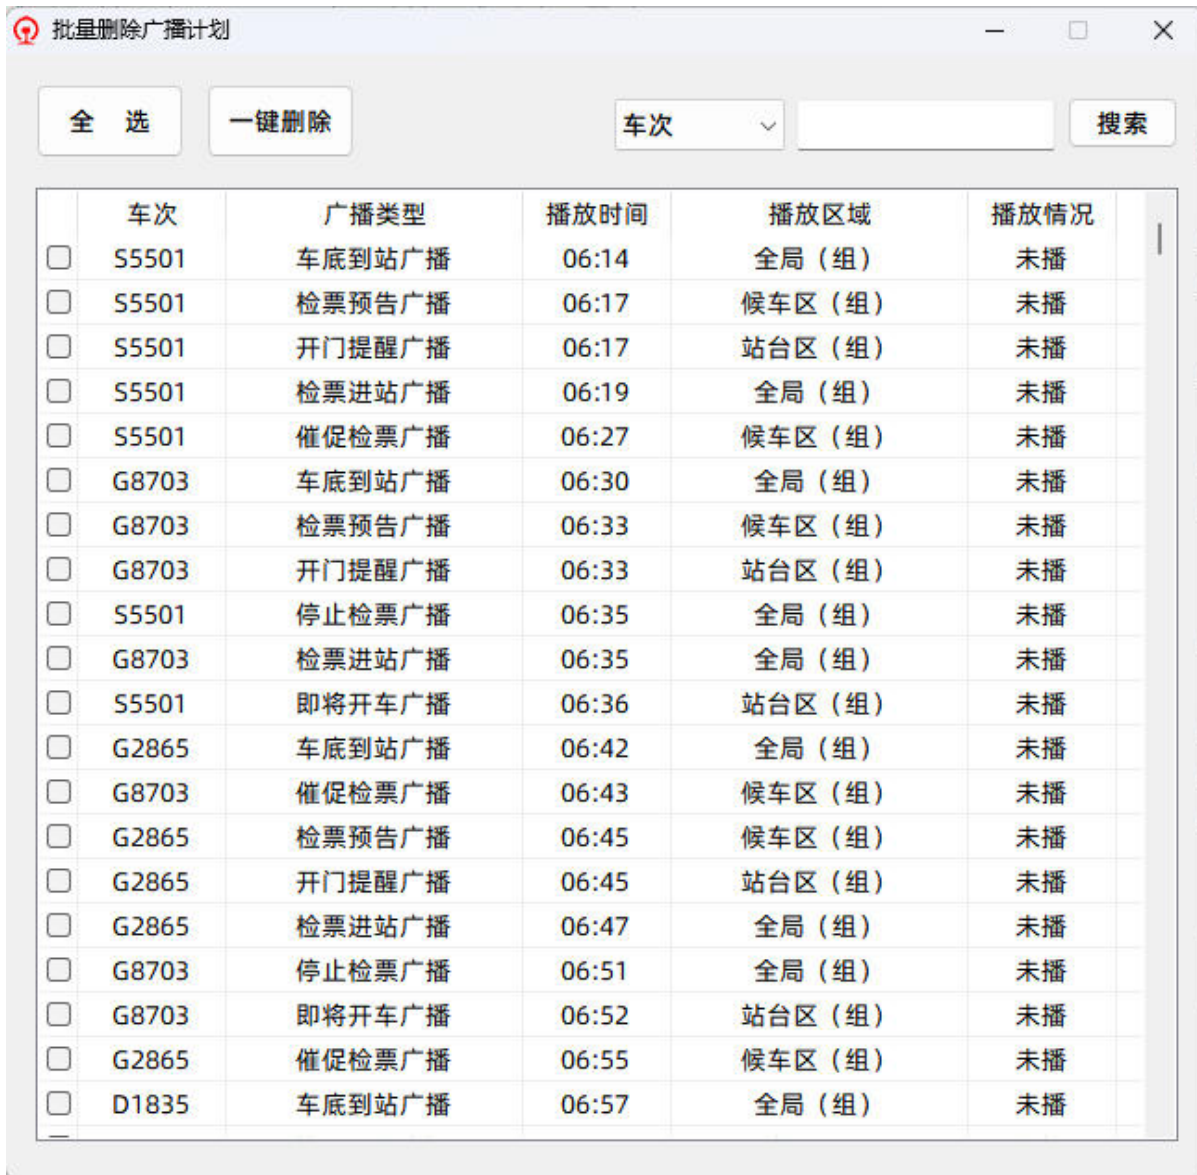 批量删除广播计划
全 选 一键删除 车次 搜索
车次 广播类型 播放时间 播放区域 播放情况
S5501 车底到站广播 06:14 全局（组） 未播
S5501 检票预告广播 06:17 候车区（组） 未播
S5501 开门提醒广播 06:17 站台区（组） 未播
S5501 检票进站广播 06:19 全局（组） 未播
S5501 催促检票广播 06:27 候车区（组） 未播
G8703 车底到站广播 06:30 全局（组） 未播
G8703 检票预告广播 06:33 候车区（组） 未播
G8703 开门提醒广播 06:33 站台区（组） 未播
S5501 停止检票广播 06:35 全局（组） 未播
G8703 检票进站广播 06:35 全局（组） 未播
S5501 即将开车广播 06:36 站台区（组） 未播
G2865 车底到站广播 06:42 全局（组） 未播
G8703 催促检票广播 06:43 候车区（组） 未播
G2865 检票预告广播 06:45 候车区（组） 未播
G2865 开门提醒广播 06:45 站台区（组） 未播
G2865 检票进站广播 06:47 全局（组） 未播
G8703 停止检票广播 06:51 全局（组） 未播
G8703 即将开车广播 06:52 站台区（组） 未播
G2865 催促检票广播 06:55 候车区（组） 未播
D1835 车底到站广播 06:57 全局（组） 未播